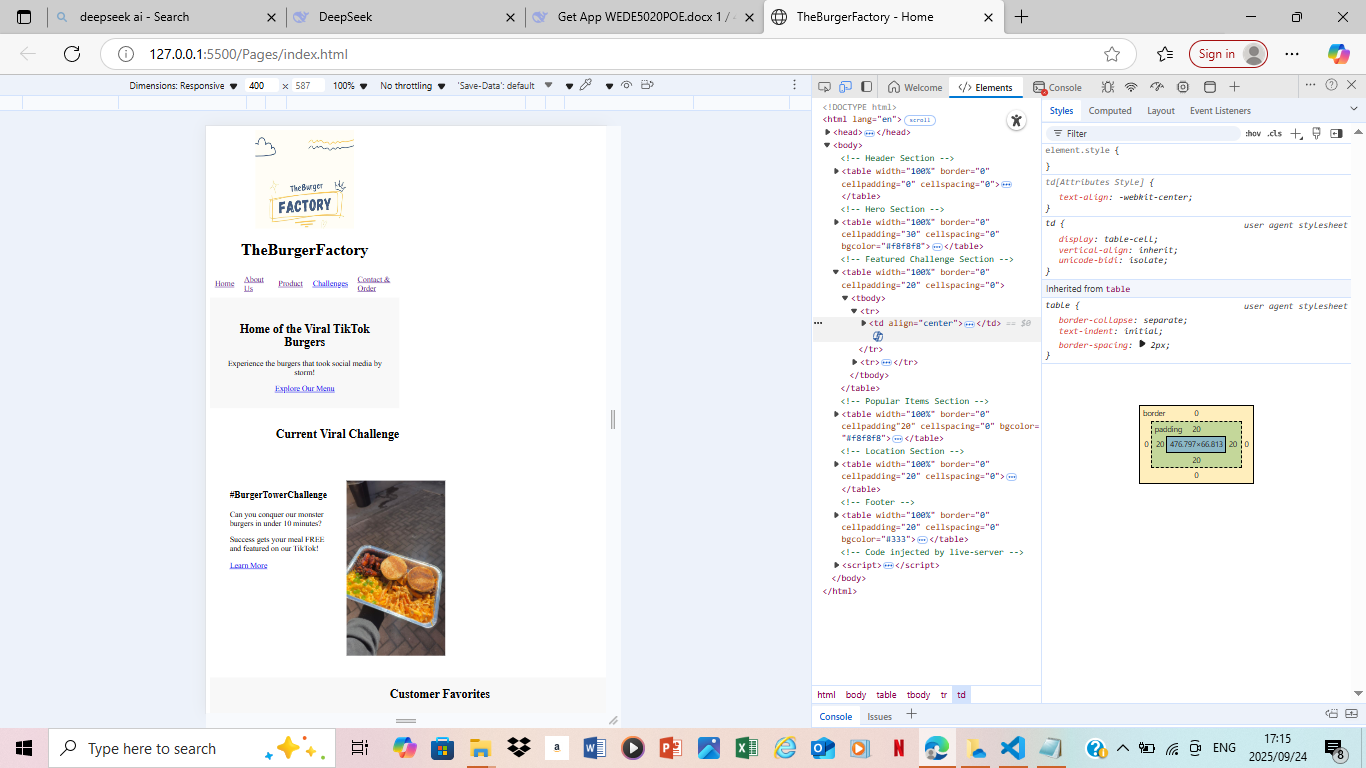 deepseek ai - Search
DeepSeek
Get App WEDE5020POE.docx 1 /
TheBurgerFactory - Home
127.0.0.1:5500/Pages/index.html
Sign in
Dimensions: Responsive ▼ 400 × 587 100% ▼ No throttling ▼ 'Save-Data': default ▼
Welcome
Elements
Console
TheBurger
FACTORY
TheBurgerFactory
Home
About Us
Product
Challenges
Contact & Order
Home of the Viral TikTok
Burgers
Experience the burgers that took social media by
storm!
Explore Our Menu
Current Viral Challenge
#BurgerTowerChallenge
Can you conquer our monster
burgers in under 10 minutes?
Success gets your meal FREE
and featured on our TikTok!
Learn More
Customer Favorites
<!DOCTYPE html>
<html lang="en"> scroll
<head> </head>
<body>
<!-- Header Section -->
<table width="100%" border="0"
cellpadding="0" cellspacing="0">
</table>
<!-- Hero Section -->
<table width="100%" border="0"
cellpadding="30" cellspacing="0"
bgcolor="#f8f8f8"> </table>
<!-- Featured Challenge Section -->
<table width="100%" border="0"
cellpadding="20" cellspacing="0">
<tbody>
<tr>
<td align="center"> </td> == $0
</tr>
<tr> </tr>
</tbody>
</table>
<!-- Popular Items Section -->
<table width="100%" border="0"
cellpadding"20" cellspacing="0" bgcolor=
"#f8f8f8"> </table>
<!-- Location Section -->
<table width="100%" border="0"
cellpadding="20" cellspacing="0">
</table>
<!-- Footer -->
<table width="100%" border="0"
cellpadding="20" cellspacing="0"
bgcolor="#333"> </table>
<!-- Code injected by live-server -->
<script> </script>
</body>
</html>
html body table tbody tr td
Console Issues
Styles Computed Layout Event Listeners
Filter :hov .cls
element.style {
}
td[Attributes Style] {
text-align: -webkit-center;
}
td { user agent stylesheet
display: table-cell;
vertical-align: inherit;
unicode-bidi: isolate;
}
Inherited from table
table { user agent stylesheet
border-collapse: separate;
text-indent: initial;
border-spacing: 2px;
}
border 0
padding 20
0 20 476.797×66.813 20 0
20
0
Type here to search
ENG
17:15
2025/09/24
8